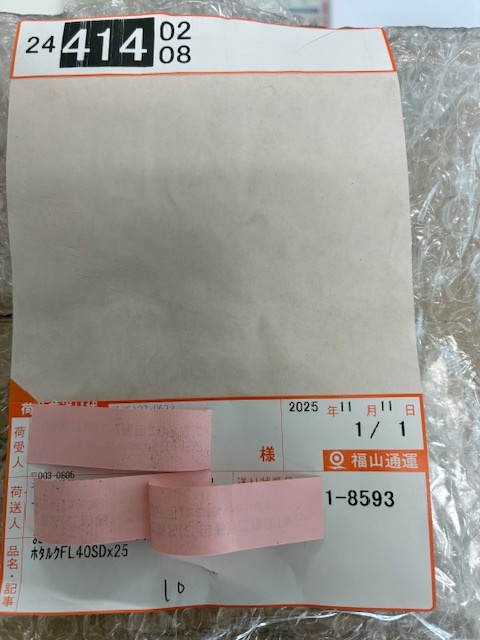 24 414 02
08
2025 年 11 月 11 日
1 / 1
荷受人
様
福山通運
003-0805
荷送人
1-8593
品名・記事
ホタルクFL40SDx25
10